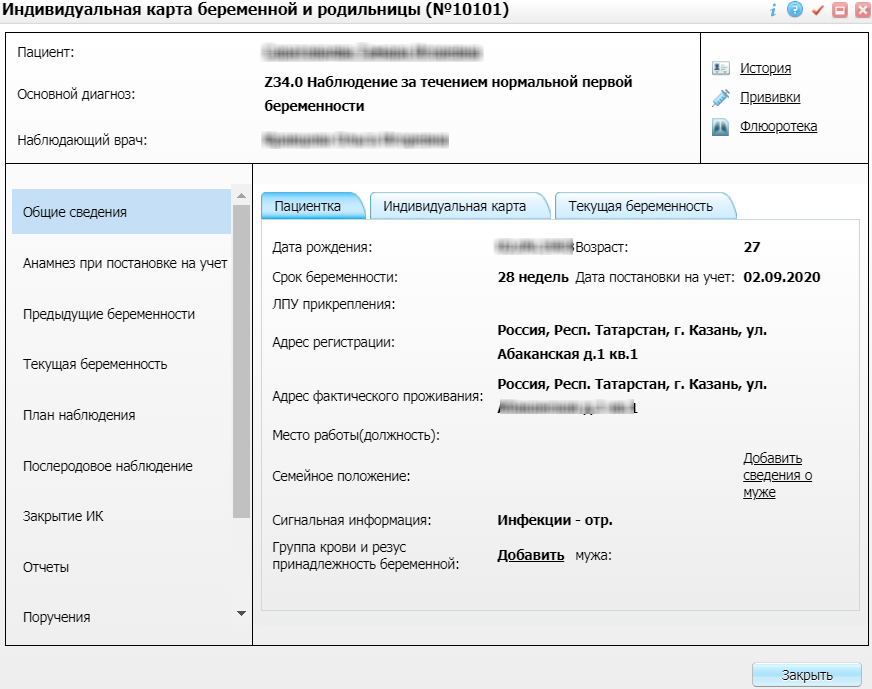 Индивидуальная карта беременной и родильницы (№10101)
Пациент:
Основной диагноз:
Z34.0 Наблюдение за течением нормальной первой
беременности
Наблюдающий врач:
История
Прививки
Флюоротека
Общие сведения
Анамнез при постановке на учет
Предыдущие беременности
Текущая беременность
План наблюдения
Послеродовое наблюдение
Закрытие ИК
Отчеты
Поручения
Пациентка
Индивидуальная карта
Текущая беременность
Дата рождения: Возраст: 27
Срок беременности: 28 недель Дата постановки на учет: 02.09.2020
ЛПУ прикрепления:
Адрес регистрации:
Россия, Респ. Татарстан, г. Казань, ул.
Абаканская д.1 кв.1
Адрес фактического проживания:
Россия, Респ. Татарстан, г. Казань, ул.
Место работы(должность):
Семейное положение:
Добавить
сведения о
муже
Сигнальная информация: Инфекции - отр.
Группа крови и резус
принадлежность беременной:
Добавить мужа:
Закрыть